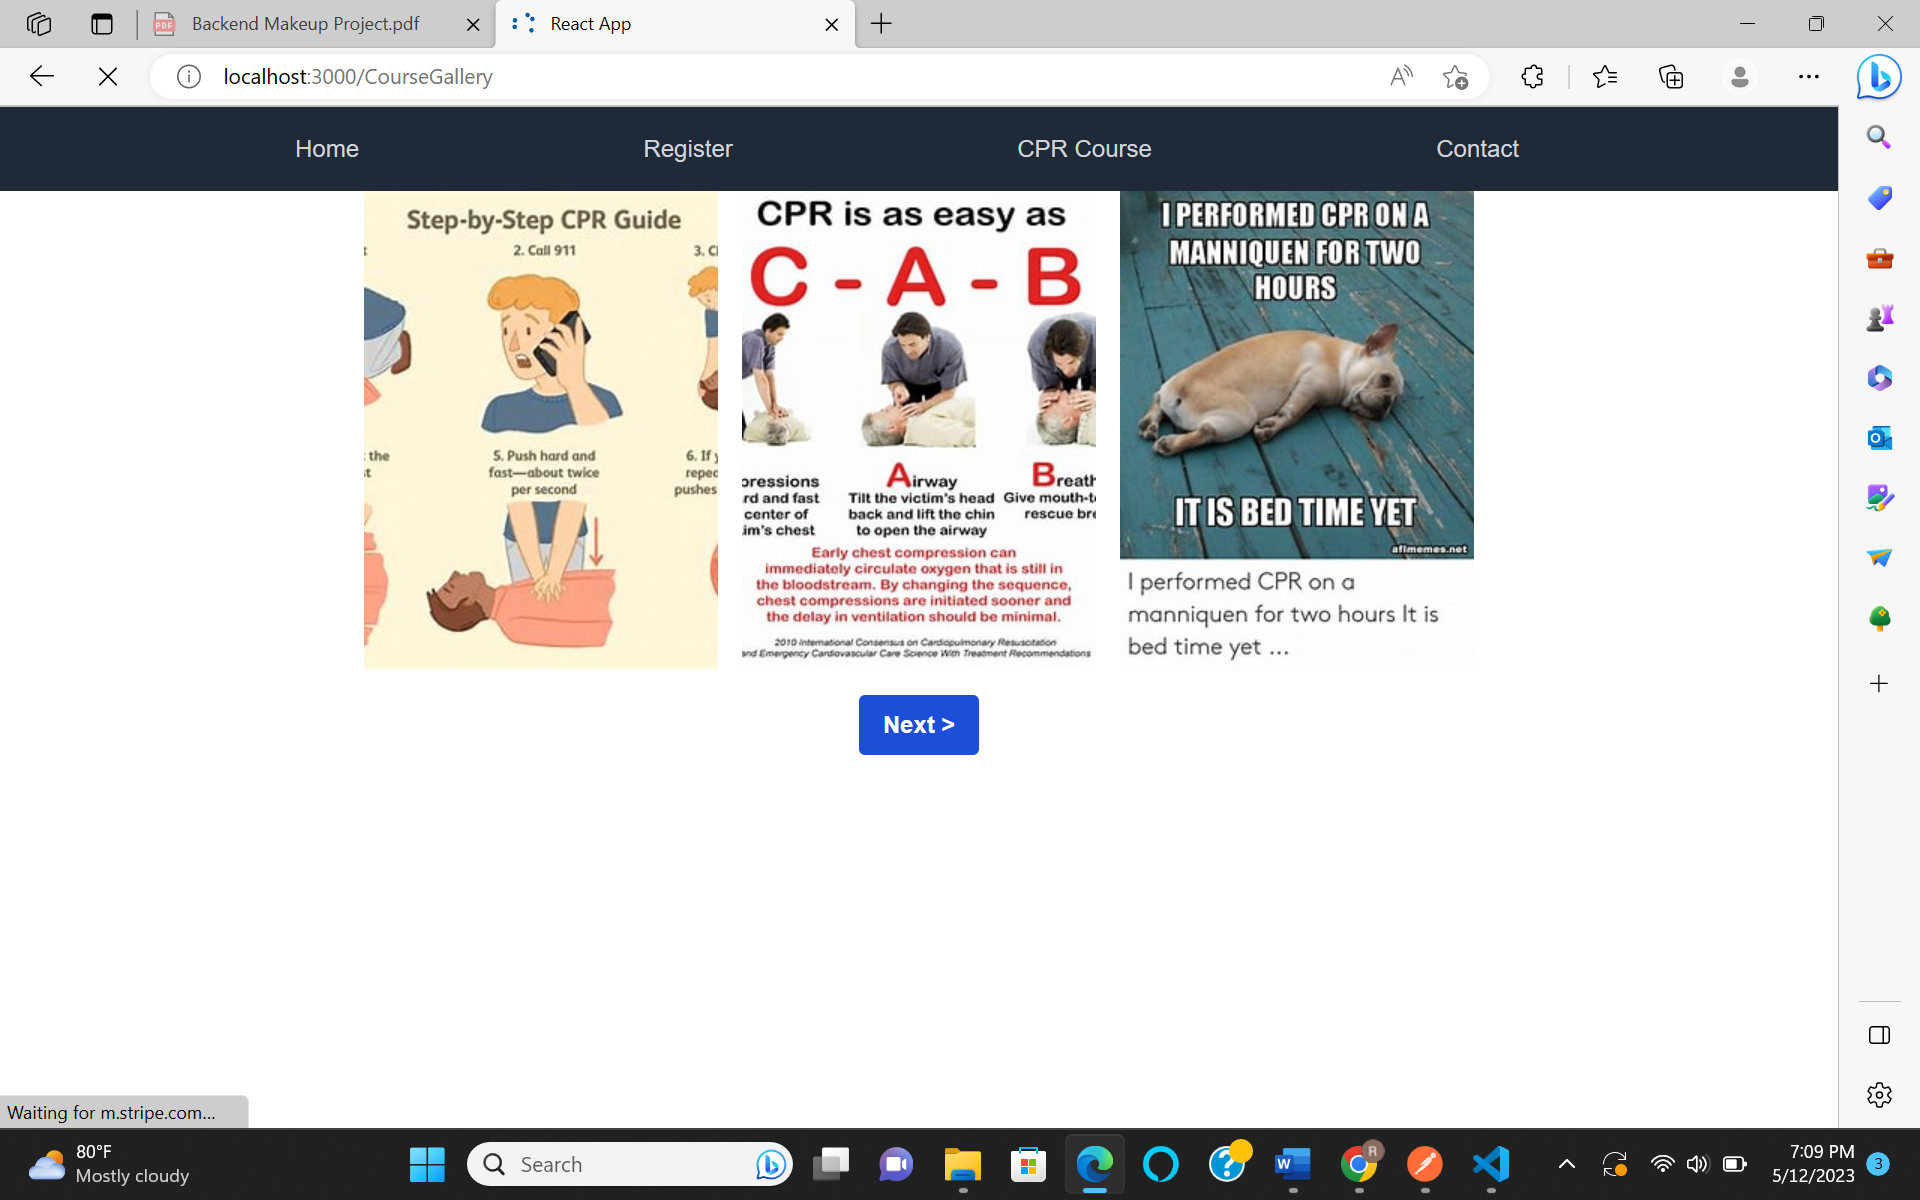 Backend Makeup Project.pdf
React App
localhost:3000/CourseGallery
Home Register CPR Course Contact
Step-by-Step CPR Guide
2. Call 911
3. C
the
5. Push hard and
fast—about twice
per second
6. If y
repea
pushes
CPR is as easy as
C - A - B
pressions
rd and fast
center of
im's chest
Airway
Tilt the victim's head
back and lift the chin
to open the airway
Breath
Give mouth-t
rescue bre
Early chest compression can
immediately circulate oxygen that is still in
the bloodstream. By changing the sequence,
chest compressions are initiated sooner and
the delay in ventilation should be minimal.
2010 International Consensus on Cardiopulmonary Resuscitation
and Emergency Cardiovascular Care Science With Treatment Recommendations
I PERFORMED CPR ON A
MANNIQUEN FOR TWO
HOURS
IT IS BED TIME YET
aflmemes.net
I performed CPR on a
manniquen for two hours It is
bed time yet ...
Next >
Waiting for m.stripe.com...
80°F
Mostly cloudy
Search
R
7:09 PM
5/12/2023
3